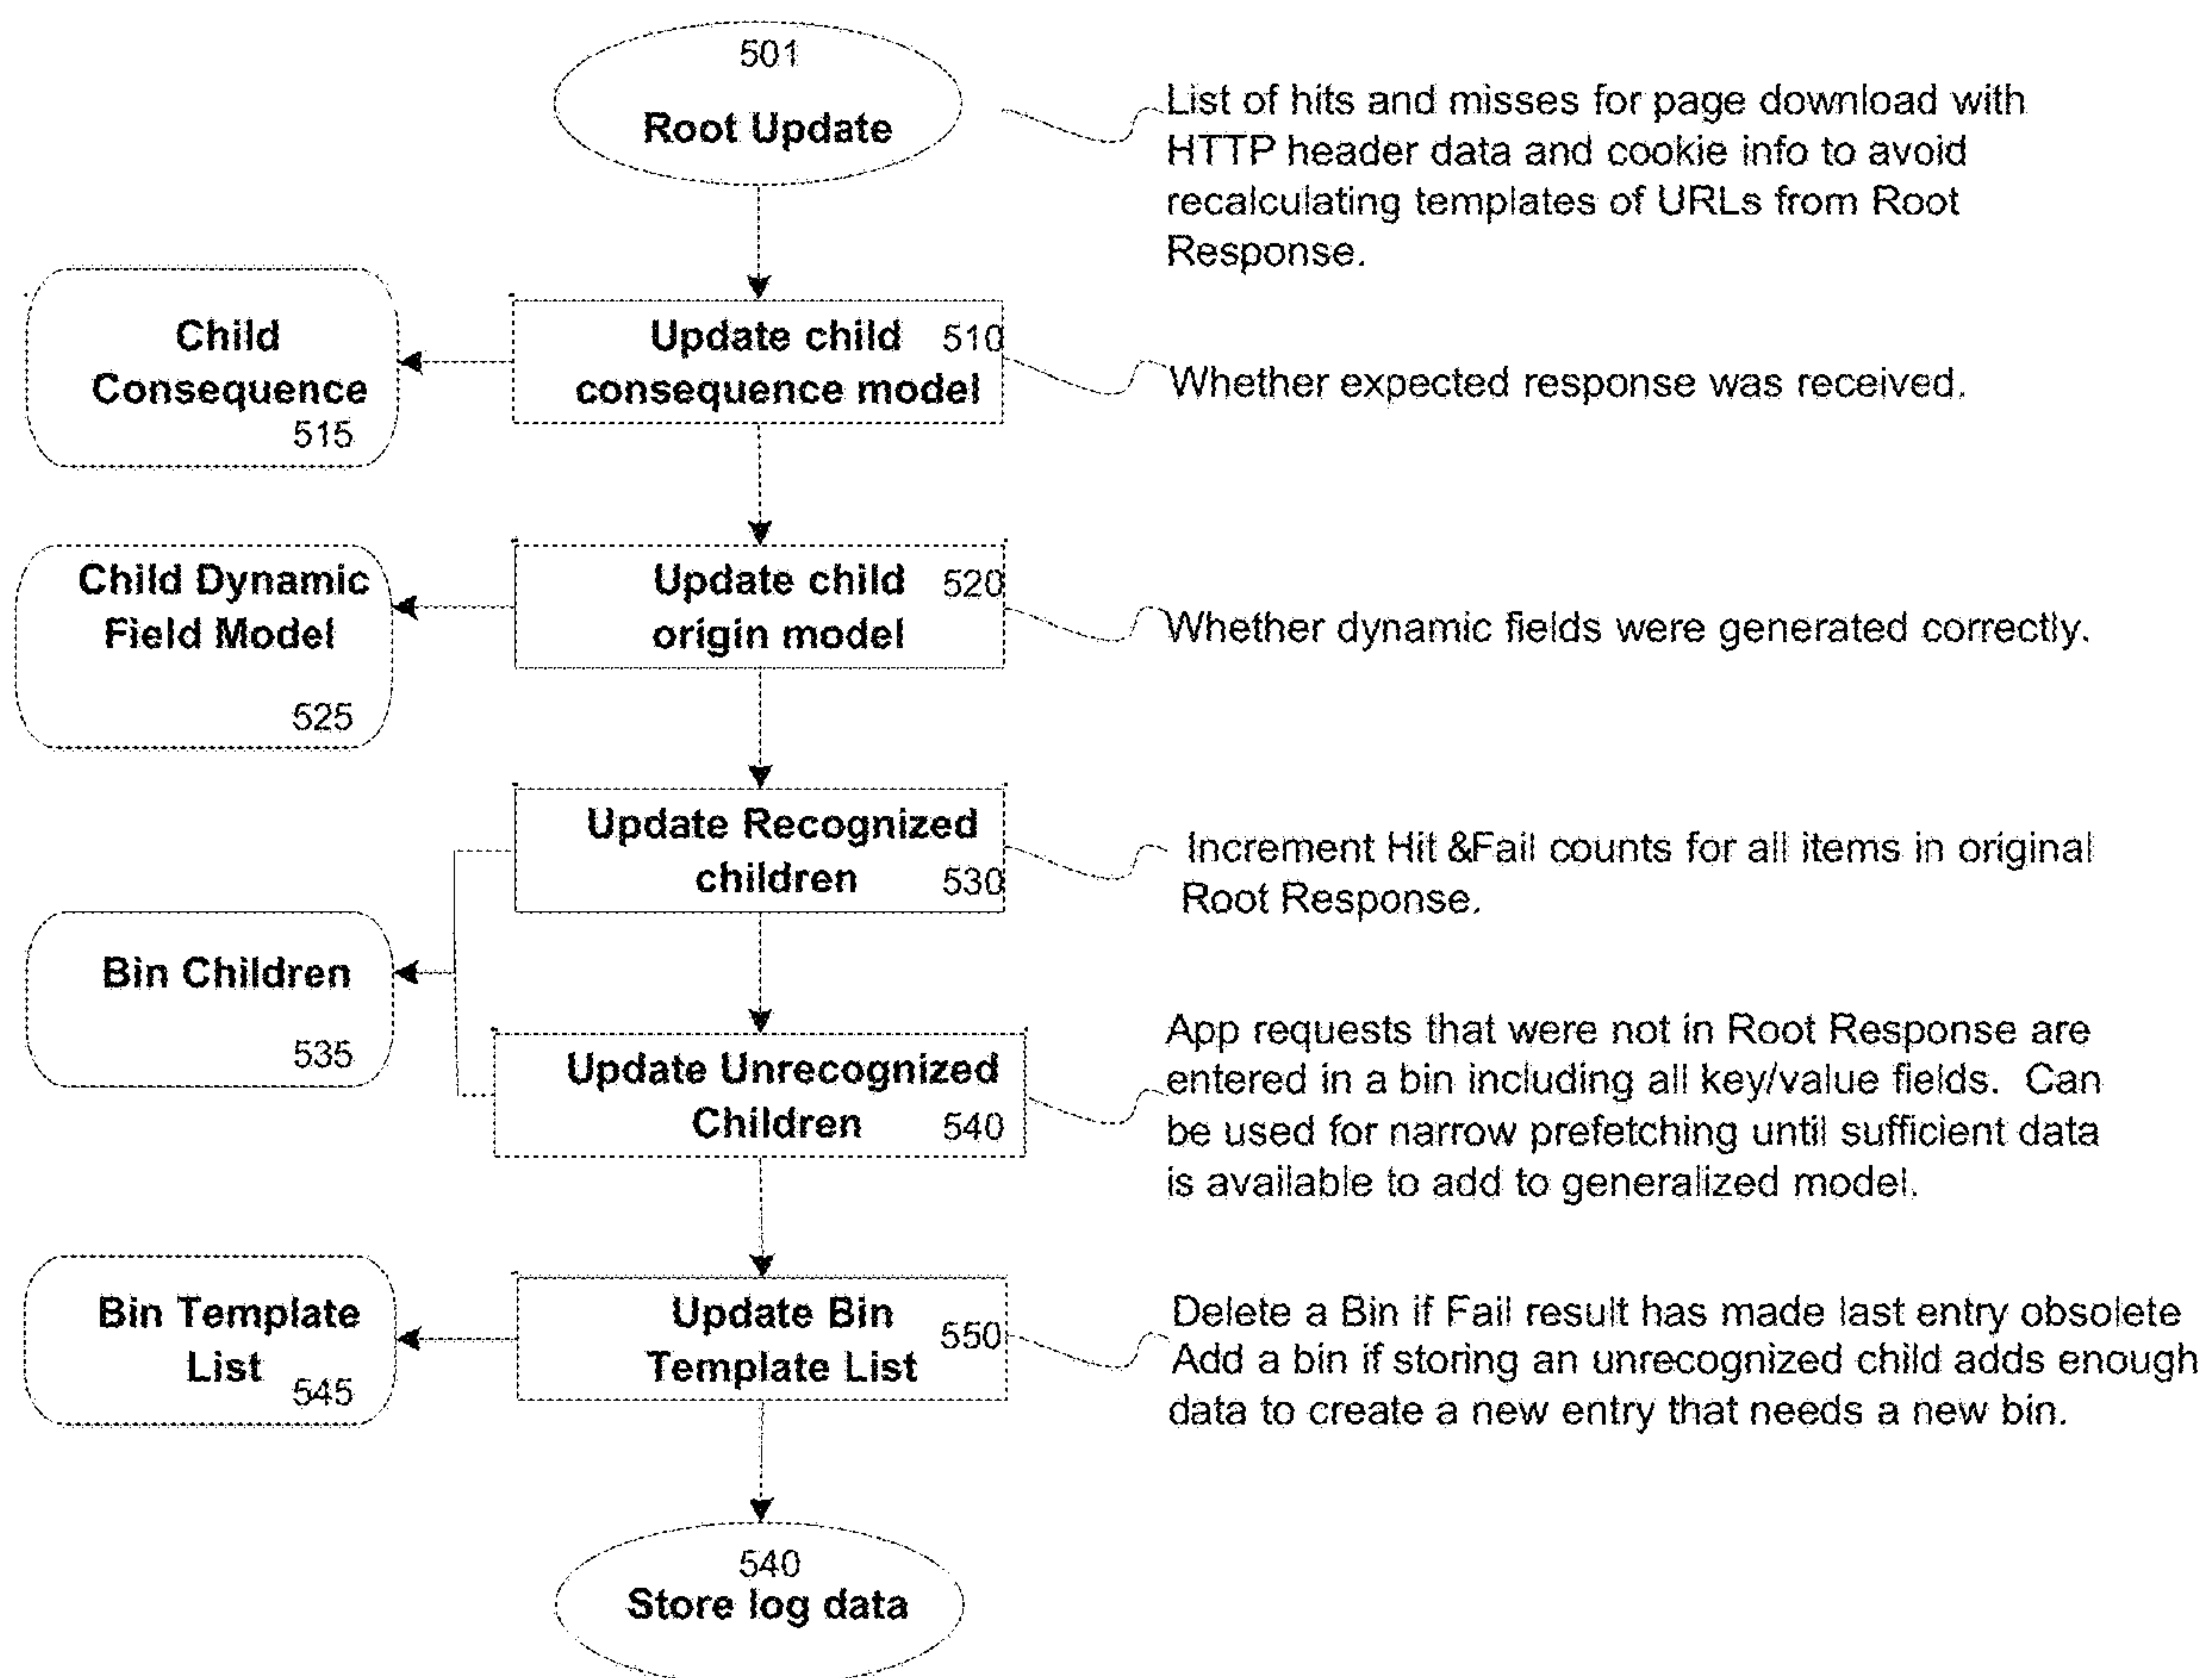 501
Root Update
List of hits and misses for page download with
HTTP header data and cookie info to avoid
recalculating templates of URLs from Root
Response.
Child
Consequence
515
Update child 510
consequence model
Whether expected response was received.
Child Dynamic
Field Model
525
Update child 520
origin model
Whether dynamic fields were generated correctly.
Update Recognized
children 530
Increment Hit &Fail counts for all items in original
Root Response.
Bin Children
535
Update Unrecognized
Children 540
App requests that were not in Root Response are
entered in a bin including all key/value fields. Can
be used for narrow prefetching until sufficient data
is available to add to generalized model.
Bin Template
List
545
Update Bin
Template List 550
Delete a Bin if Fail result has made last entry obsolete
Add a bin if storing an unrecognized child adds enough
data to create a new entry that needs a new bin.
540
Store log data